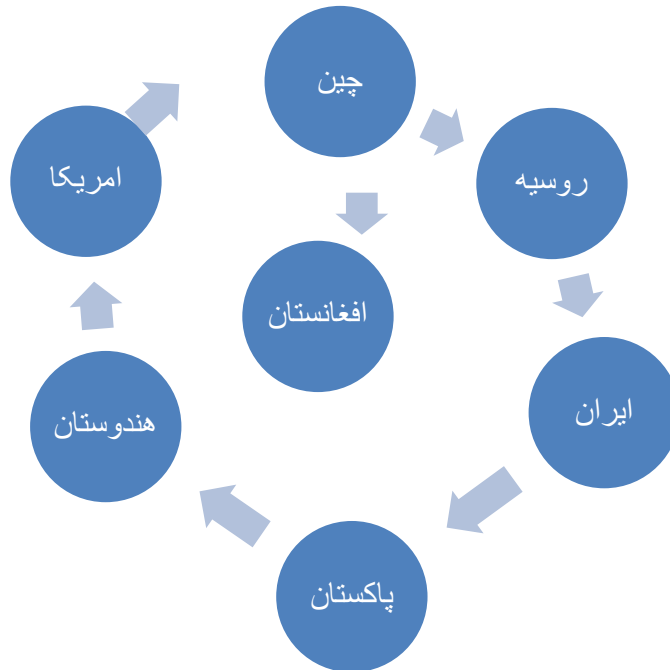 چین
روسیه
امریکا
افغانستان
ایران
هندوستان
پاکستان